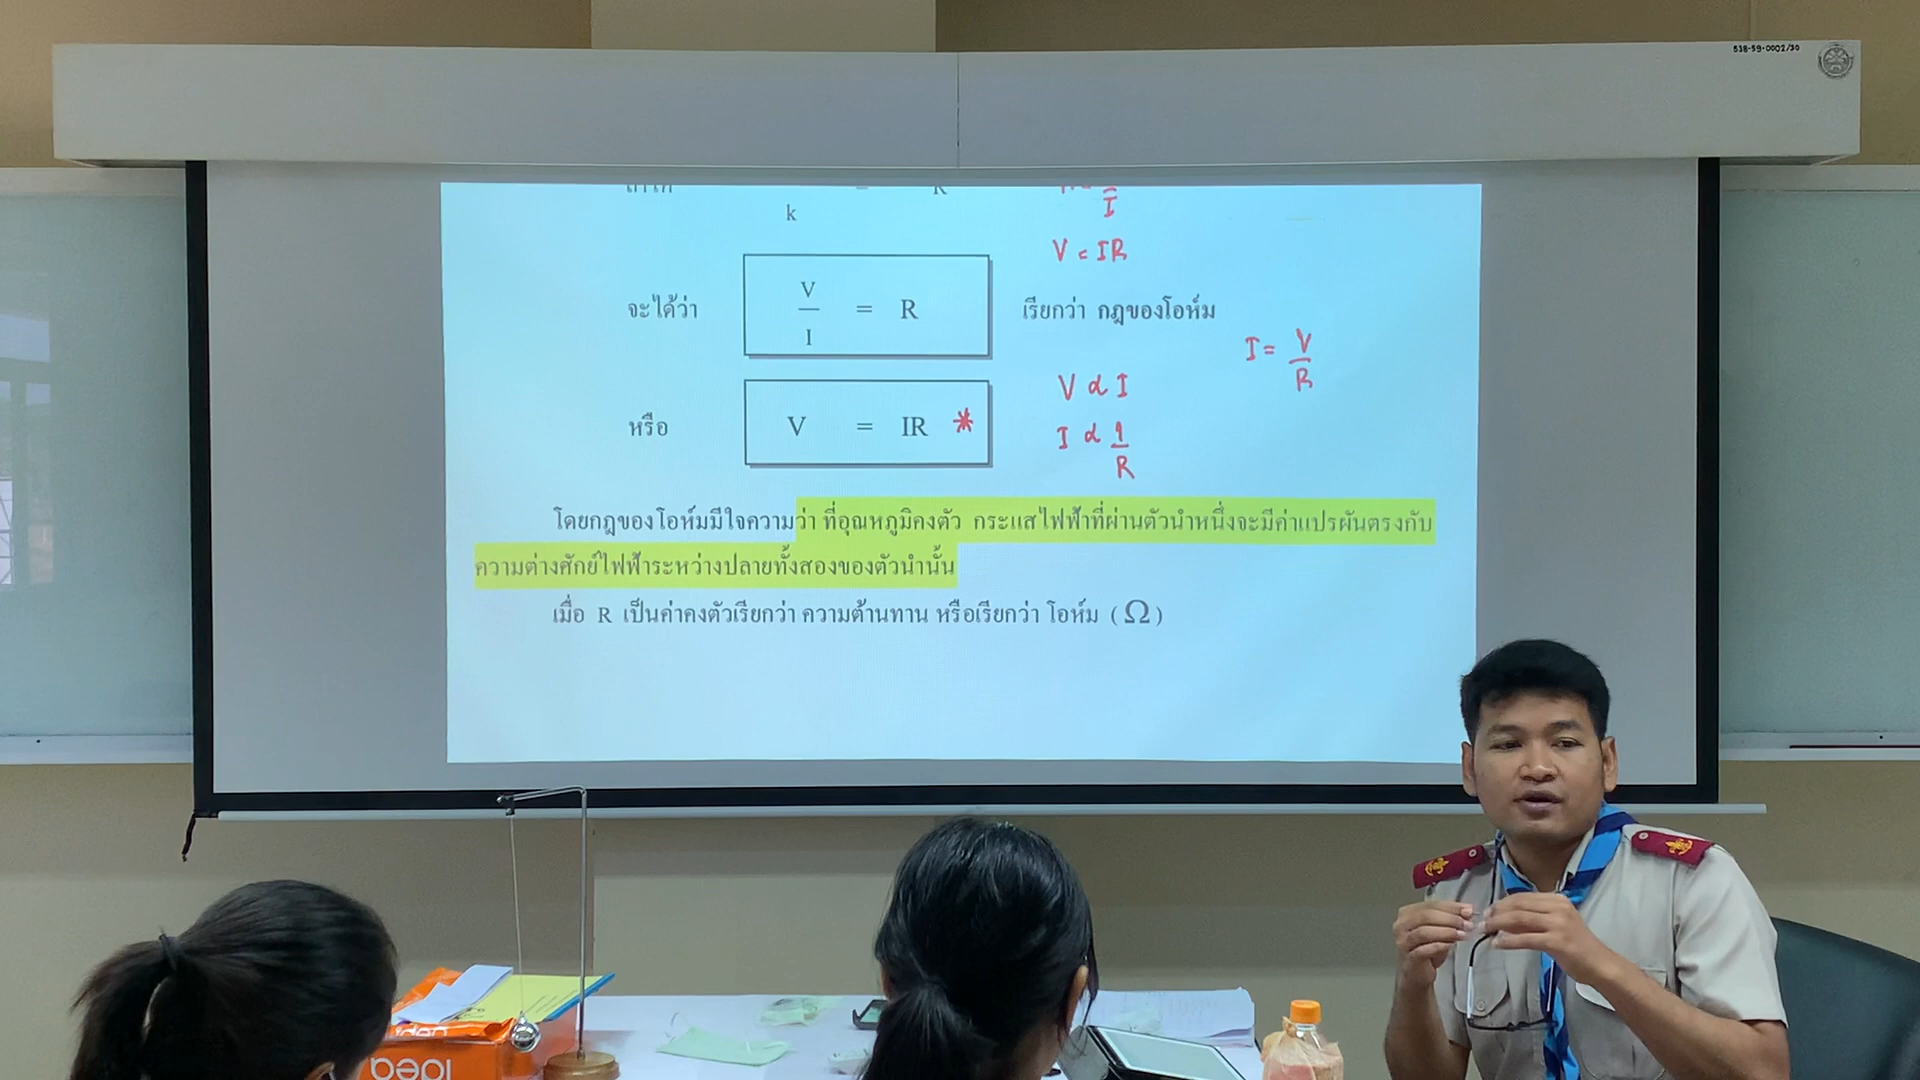 538-59-0002/30
k
I
V = IR
จะได้ว่า V/I = R เรียกว่า กฎของโอห์ม
I = V/R
V ∝ I
หรือ V = IR *
I ∝ 1/R
โดยกฎของโอห์มมีใจความว่า ที่อุณหภูมิคงตัว กระแสไฟฟ้าที่ผ่านตัวนำหนึ่งจะมีค่าแปรผันตรงกับ
ความต่างศักย์ไฟฟ้าระหว่างปลายทั้งสองของตัวนำนั้น
เมื่อ R เป็นค่าคงตัวเรียกว่า ความต้านทาน หรือเรียกว่า โอห์ม (Ω)
idea